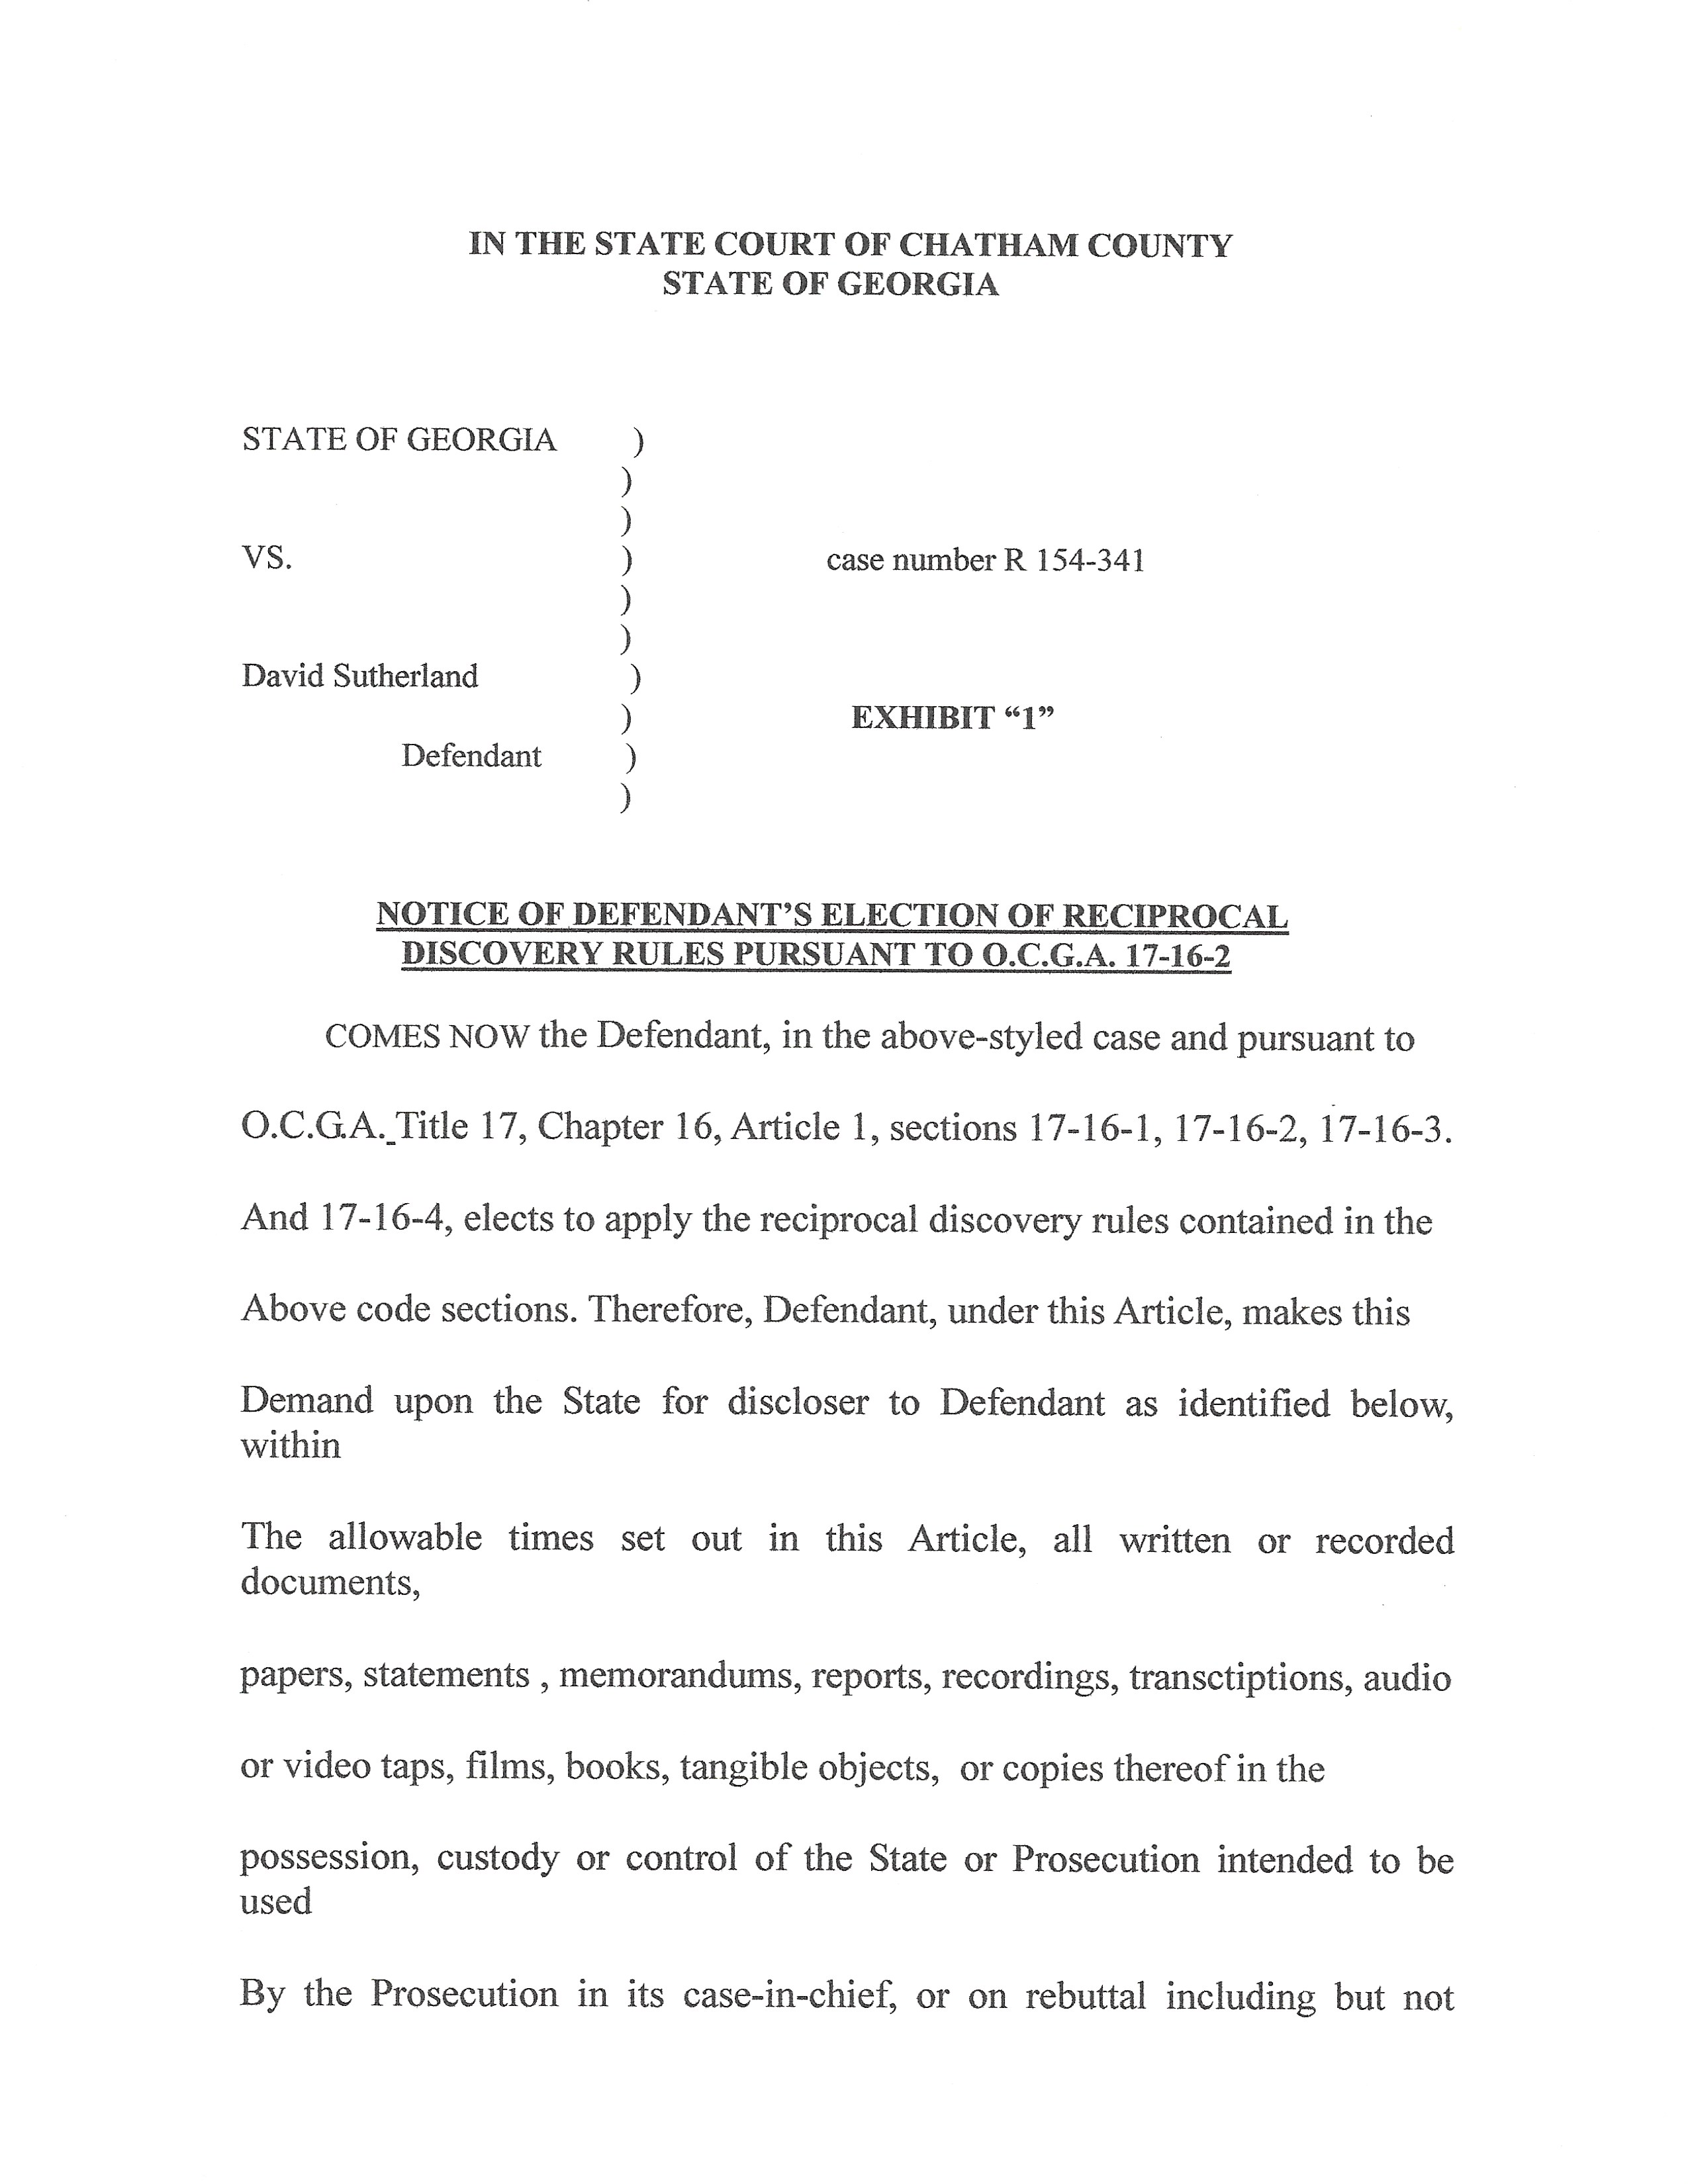 IN THE STATE COURT OF CHATHAM COUNTY
STATE OF GEORGIA
STATE OF GEORGIA )
)
)
VS. ) case number R 154-341
)
)
David Sutherland )
) EXHIBIT “1”
Defendant )
)
NOTICE OF DEFENDANT’S ELECTION OF RECIPROCAL
DISCOVERY RULES PURSUANT TO O.C.G.A. 17-16-2
COMES NOW the Defendant, in the above-styled case and pursuant to
O.C.G.A. Title 17, Chapter 16, Article 1, sections 17-16-1, 17-16-2, 17-16-3.
And 17-16-4, elects to apply the reciprocal discovery rules contained in the
Above code sections. Therefore, Defendant, under this Article, makes this
Demand upon the State for discloser to Defendant as identified below,
within
The allowable times set out in this Article, all written or recorded
documents,
papers, statements , memorandums, reports, recordings, transctiptions, audio
or video taps, films, books, tangible objects, or copies thereof in the
possession, custody or control of the State or Prosecution intended to be
used
By the Prosecution in its case-in-chief, or on rebuttal including but not